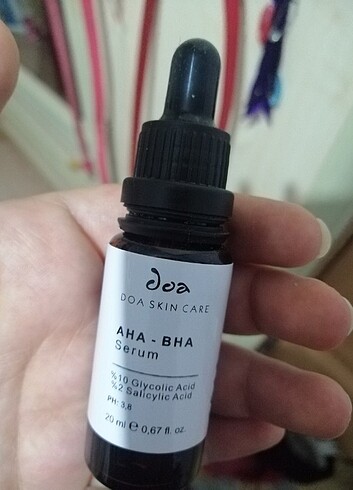 doa
DOA SKIN CARE
AHA - BHA
Serum
%10 Glycolic Acid
%2 Salicylic Acid
PH: 3,8
20 ml ℮ 0,67 fl. oz.